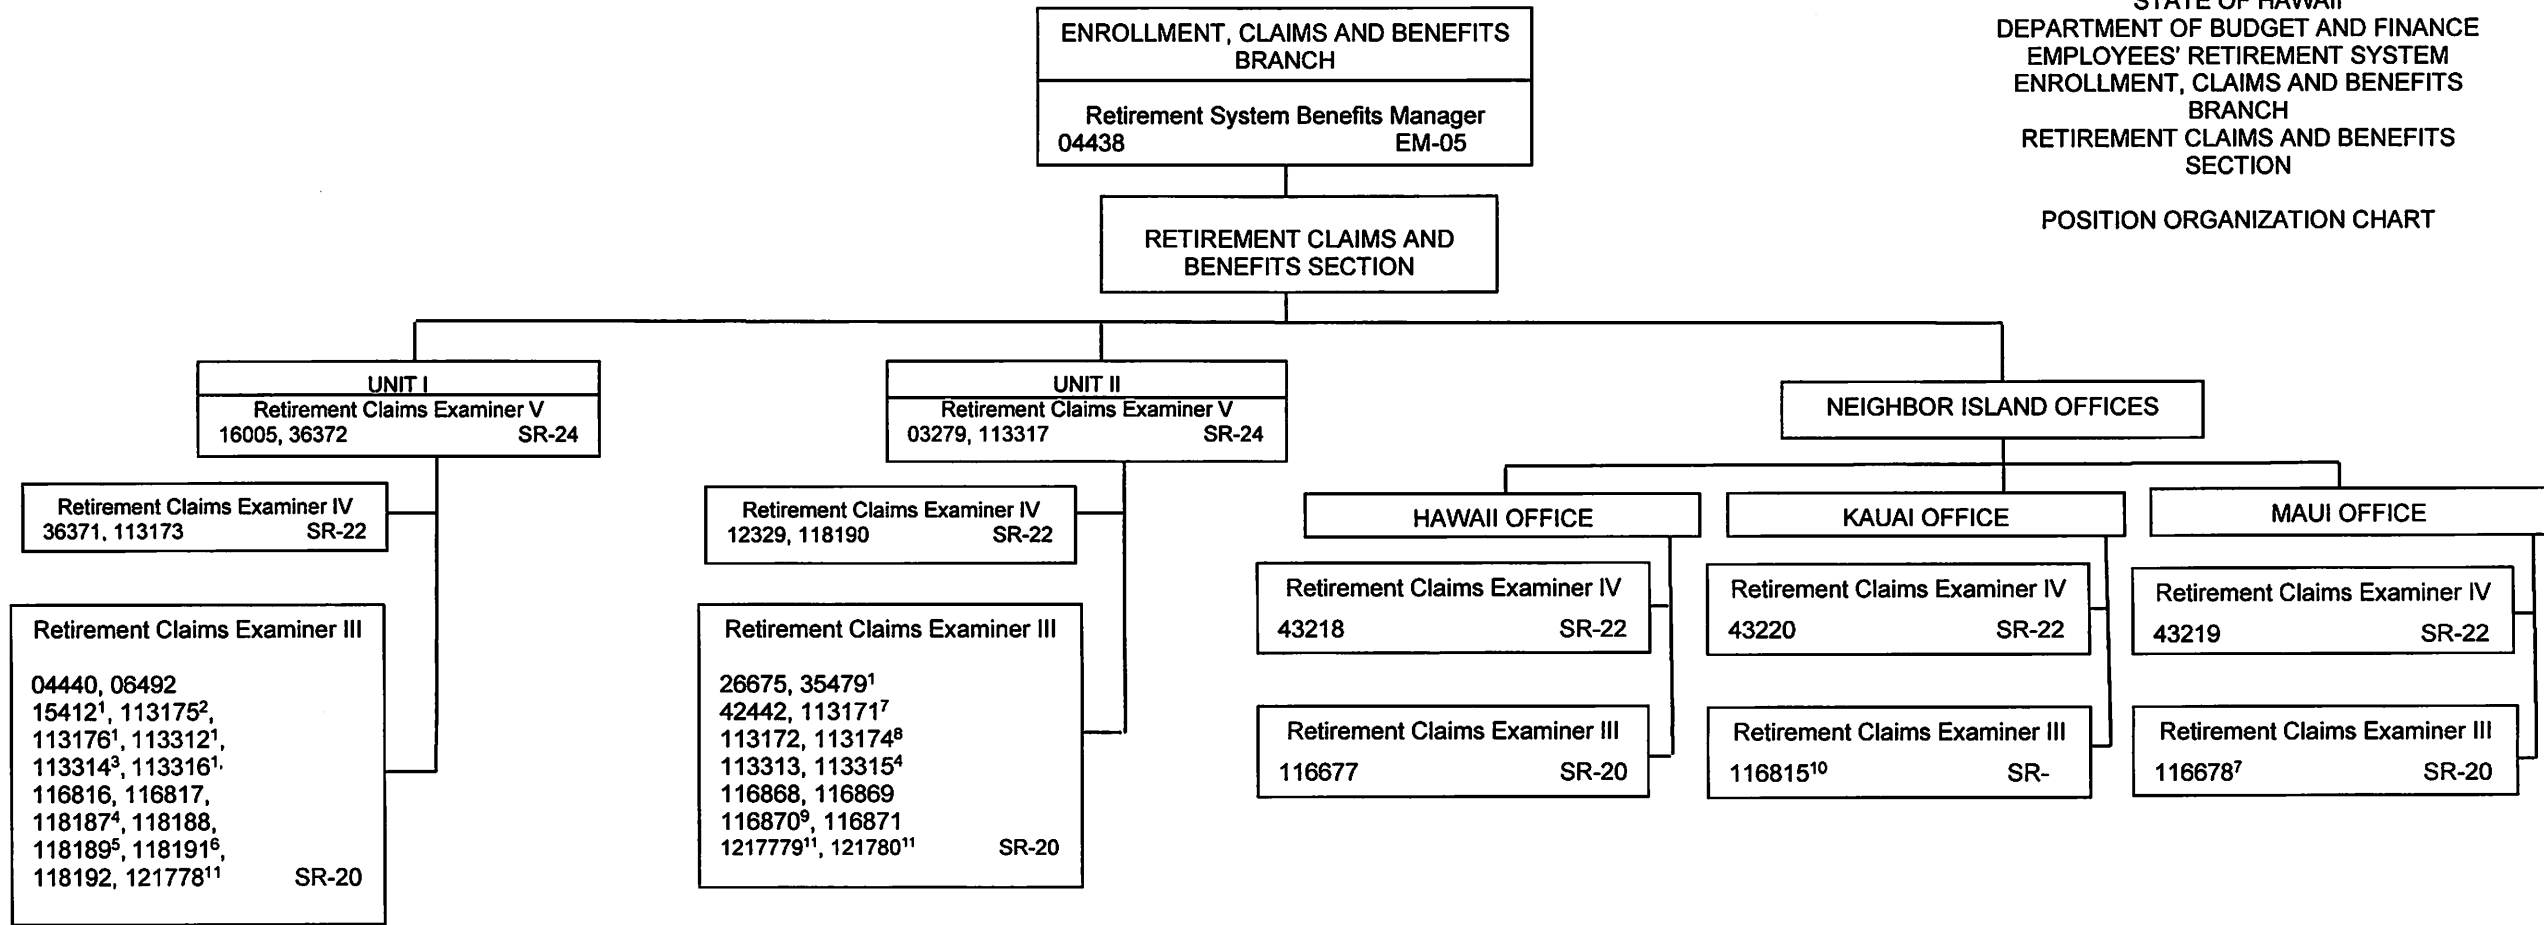 STATE OF HAWAII
DEPARTMENT OF BUDGET AND FINANCE
EMPLOYEES' RETIREMENT SYSTEM
ENROLLMENT, CLAIMS AND BENEFITS
BRANCH
RETIREMENT CLAIMS AND BENEFITS
SECTION
POSITION ORGANIZATION CHART
ENROLLMENT, CLAIMS AND BENEFITS
BRANCH
Retirement System Benefits Manager
04438 EM-05
RETIREMENT CLAIMS AND
BENEFITS SECTION
UNIT I
Retirement Claims Examiner V
16005, 36372 SR-24
Retirement Claims Examiner IV
36371, 113173 SR-22
Retirement Claims Examiner III
04440, 06492
15412¹, 113175²,
113176¹, 113312¹,
113314³, 113316¹,
116816, 116817,
118187⁴, 118188,
118189⁵, 118191⁶,
118192, 121778¹¹ SR-20
UNIT II
Retirement Claims Examiner V
03279, 113317 SR-24
Retirement Claims Examiner IV
12329, 118190 SR-22
Retirement Claims Examiner III
26675, 35479¹
42442, 113171⁷
113172, 113174⁸
113313, 113315⁴
116868, 116869
116870⁹, 116871
1217779¹¹, 121780¹¹ SR-20
NEIGHBOR ISLAND OFFICES
HAWAII OFFICE
Retirement Claims Examiner IV
43218 SR-22
Retirement Claims Examiner III
116677 SR-20
KAUAI OFFICE
Retirement Claims Examiner IV
43220 SR-22
Retirement Claims Examiner III
116815¹⁰ SR-
MAUI OFFICE
Retirement Claims Examiner IV
43219 SR-22
Retirement Claims Examiner III
116678⁷ SR-20